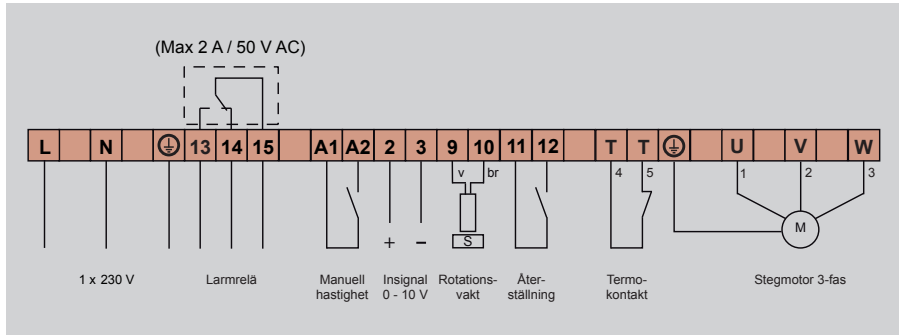 (Max 2 A / 50 V AC)
L N 13 14 15 A1 A2 2 3 9 10 11 12 T T U V W
v br 4 5 1 2 3
M
+ – S
1 x 230 V Larmrelä Manuell hastighet Insignal 0 - 10 V Rotations-vakt Åter-ställning Termo-kontakt Stegmotor 3-fas